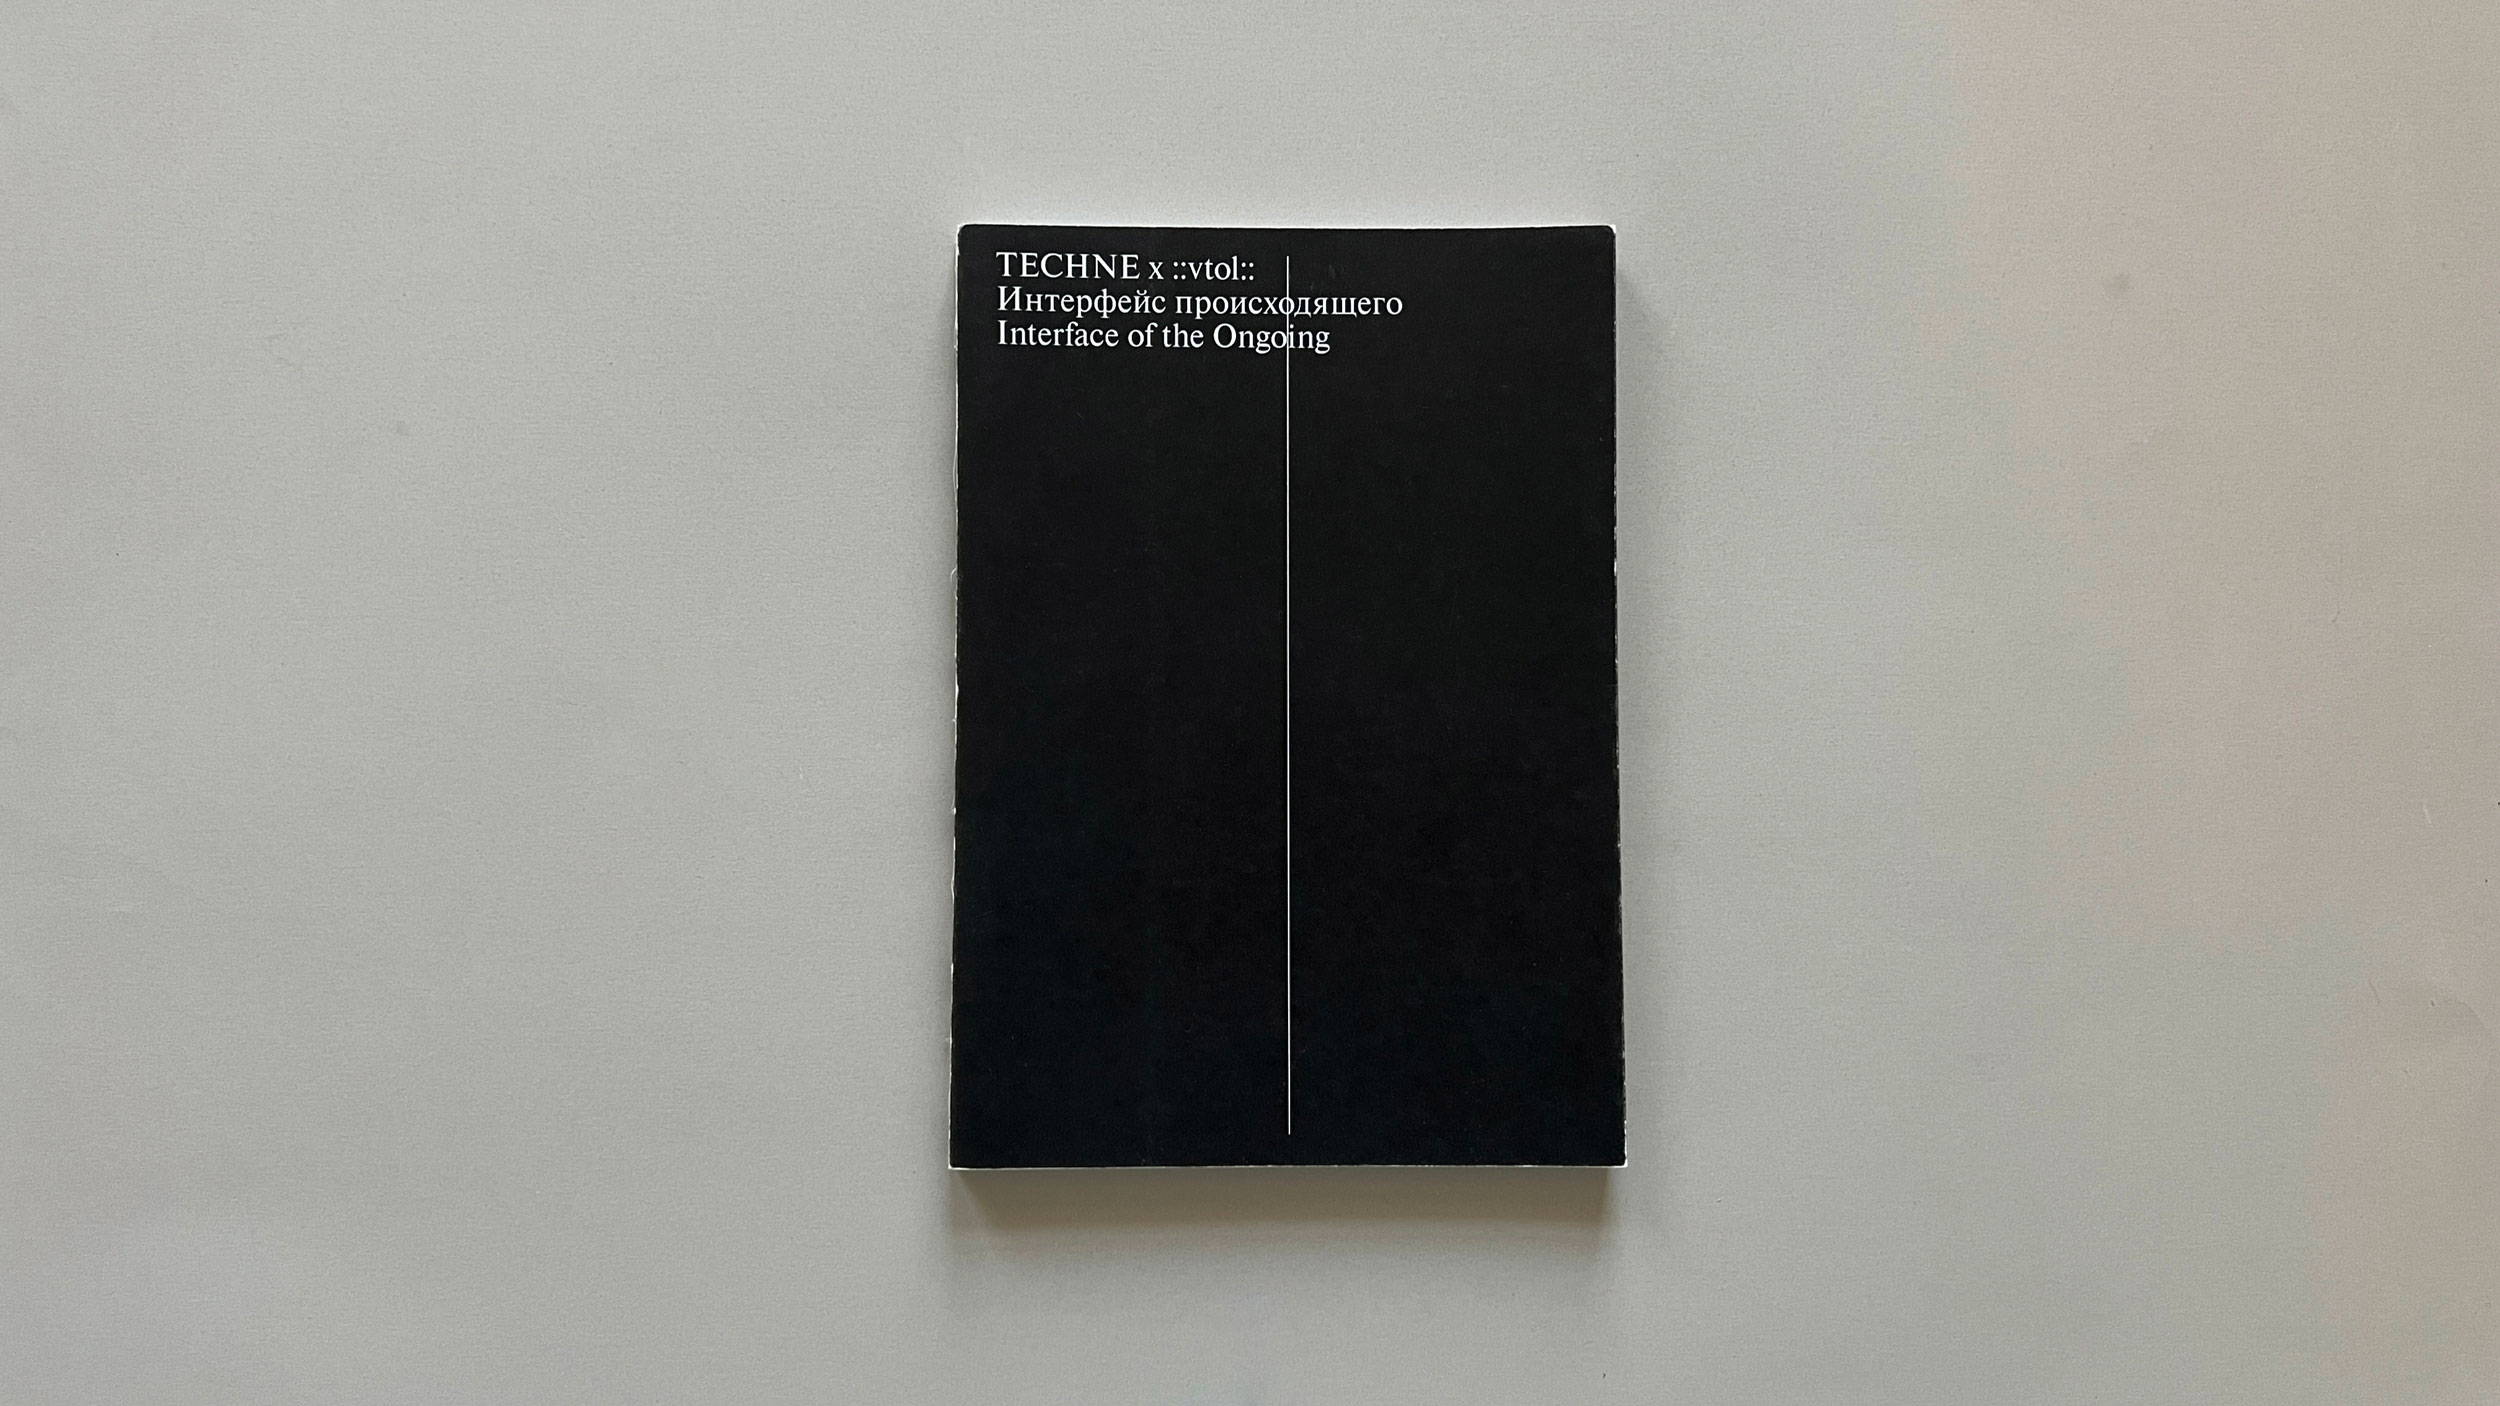 TECHNE x ::vtol::
Интерфейс происходящего
Interface of the Ongoing